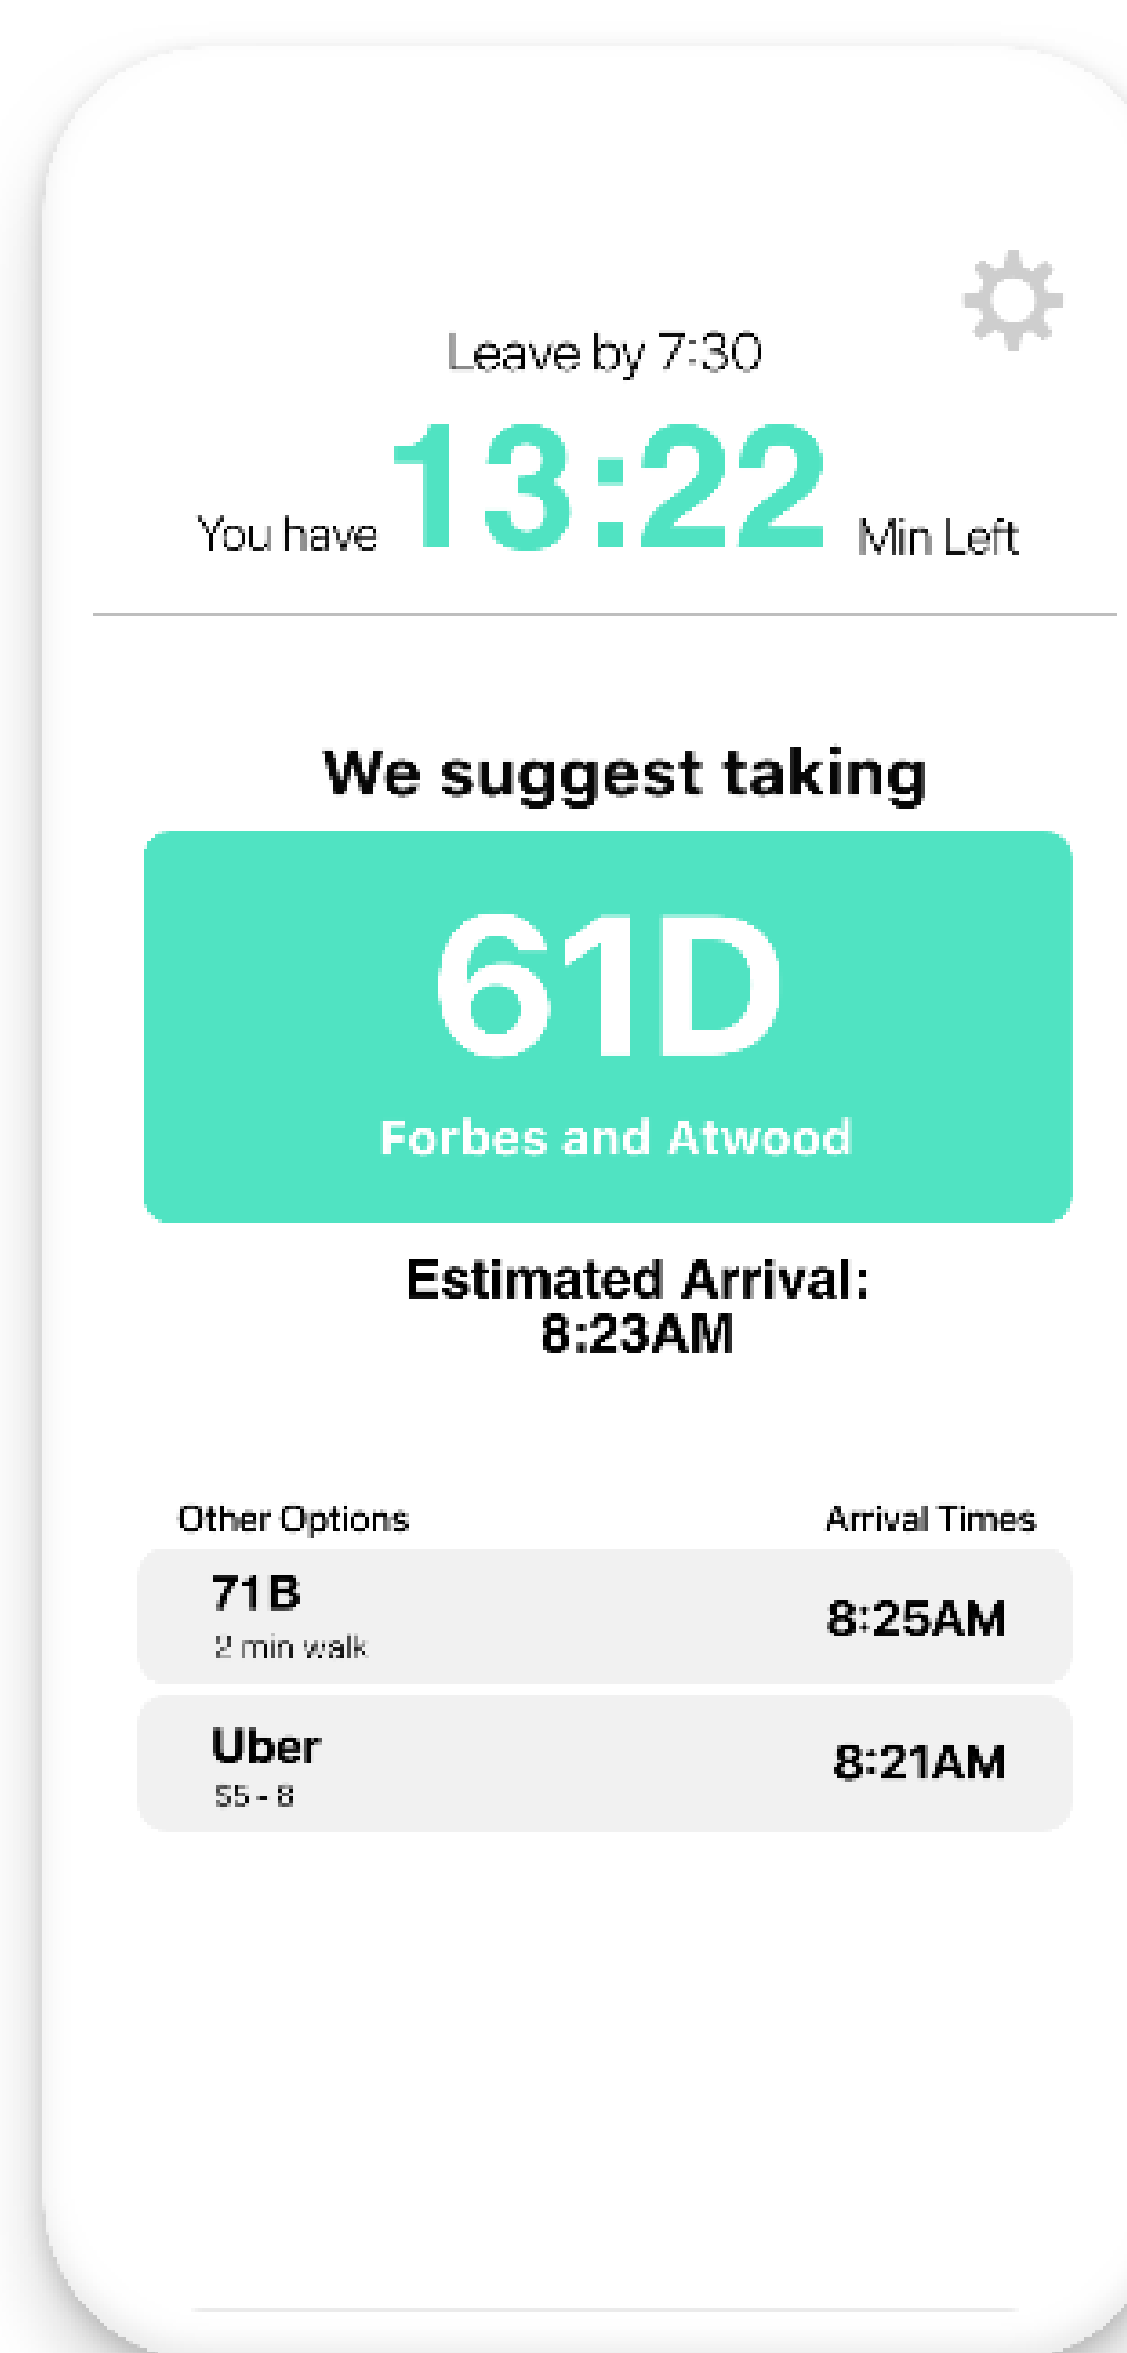 Leave by 7:30
You have 13:22 Min Left
We suggest taking
61D
Forbes and Atwood
Estimated Arrival:
8:23AM
Other Options Arrival Times
71B
2 min walk
8:25AM
Uber
$5 - 8
8:21AM